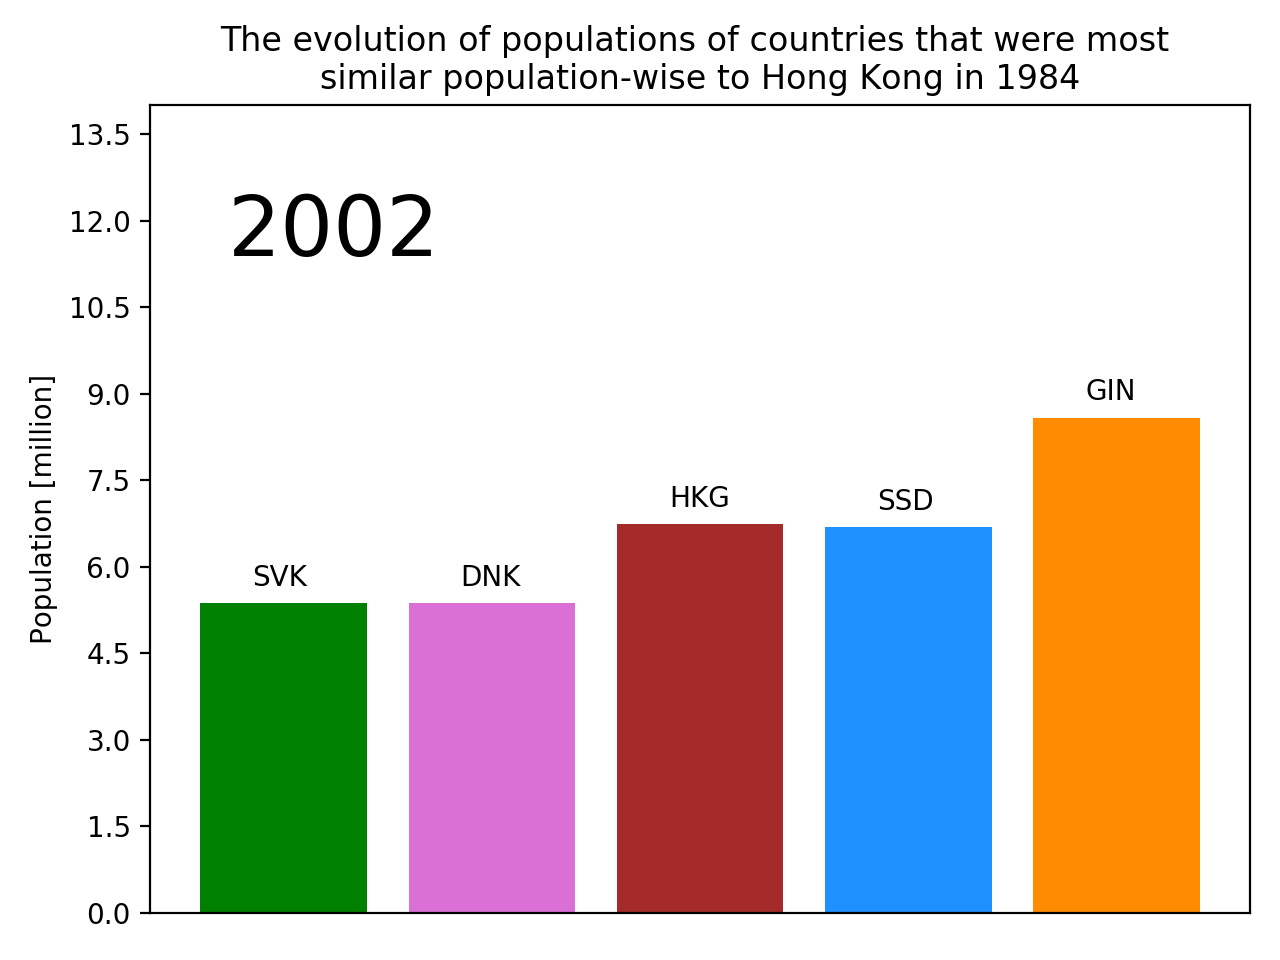 The evolution of populations of countries that were most
similar population-wise to Hong Kong in 1984
2002
Population [million]
13.5
12.0
10.5
9.0
7.5
6.0
4.5
3.0
1.5
0.0
SVK
DNK
HKG
SSD
GIN